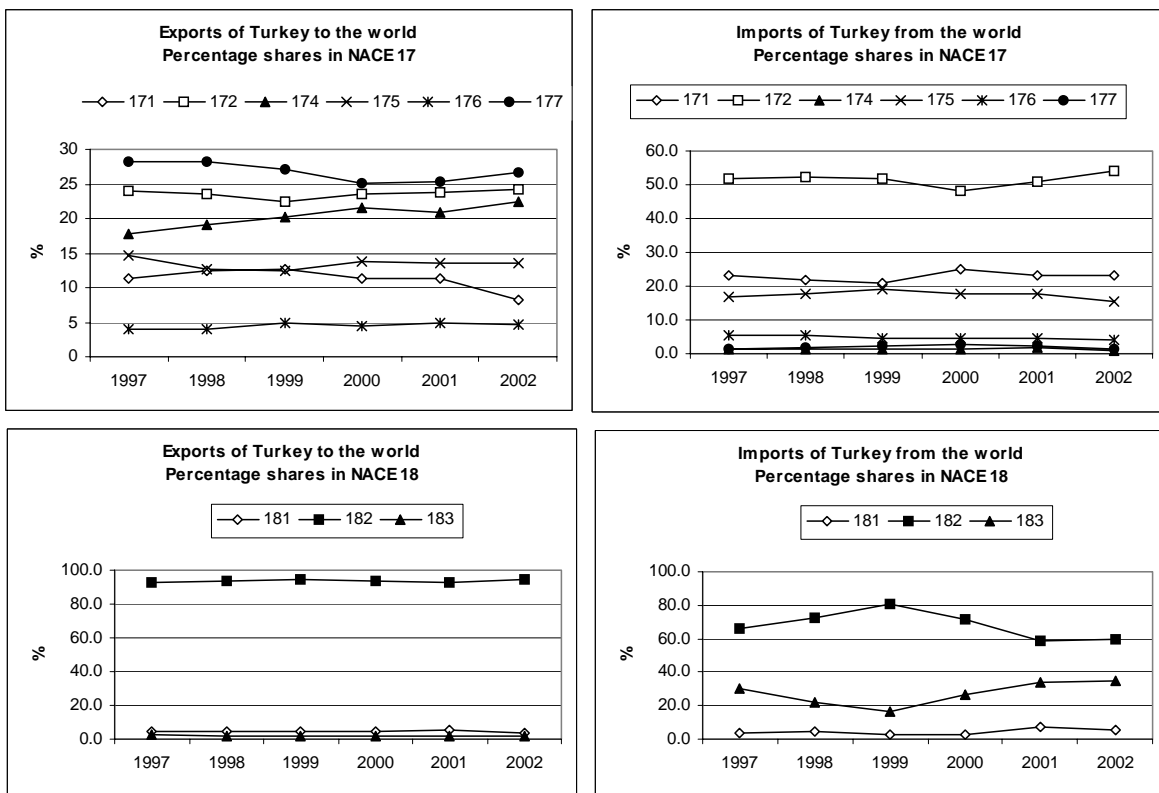 Exports of Turkey to the world
Percentage shares in NACE 17
171 172 174 175 176 177
30
25
20
15
10
5
0
%
1997 1998 1999 2000 2001 2002
Imports of Turkey from the world
Percentage shares in NACE 17
171 172 174 175 176 177
60.0
50.0
40.0
30.0
20.0
10.0
0.0
%
1997 1998 1999 2000 2001 2002
Exports of Turkey to the world
Percentage shares in NACE 18
181 182 183
100.0
80.0
60.0
40.0
20.0
0.0
%
1997 1998 1999 2000 2001 2002
Imports of Turkey from the world
Percentage shares in NACE 18
181 182 183
100.0
80.0
60.0
40.0
20.0
0.0
%
1997 1998 1999 2000 2001 2002